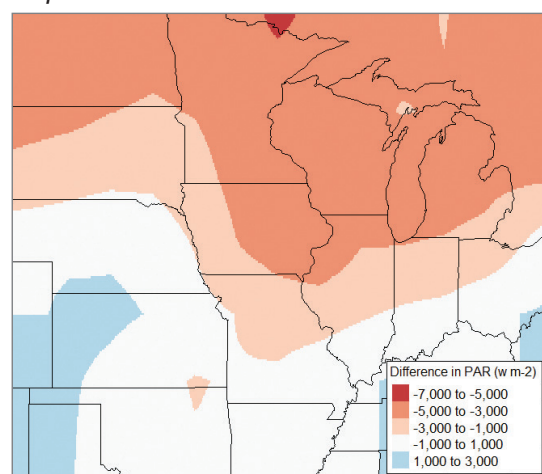 Difference in PAR (w m-2)
-7,000 to -5,000
-5,000 to -3,000
-3,000 to -1,000
-1,000 to 1,000
1,000 to 3,000